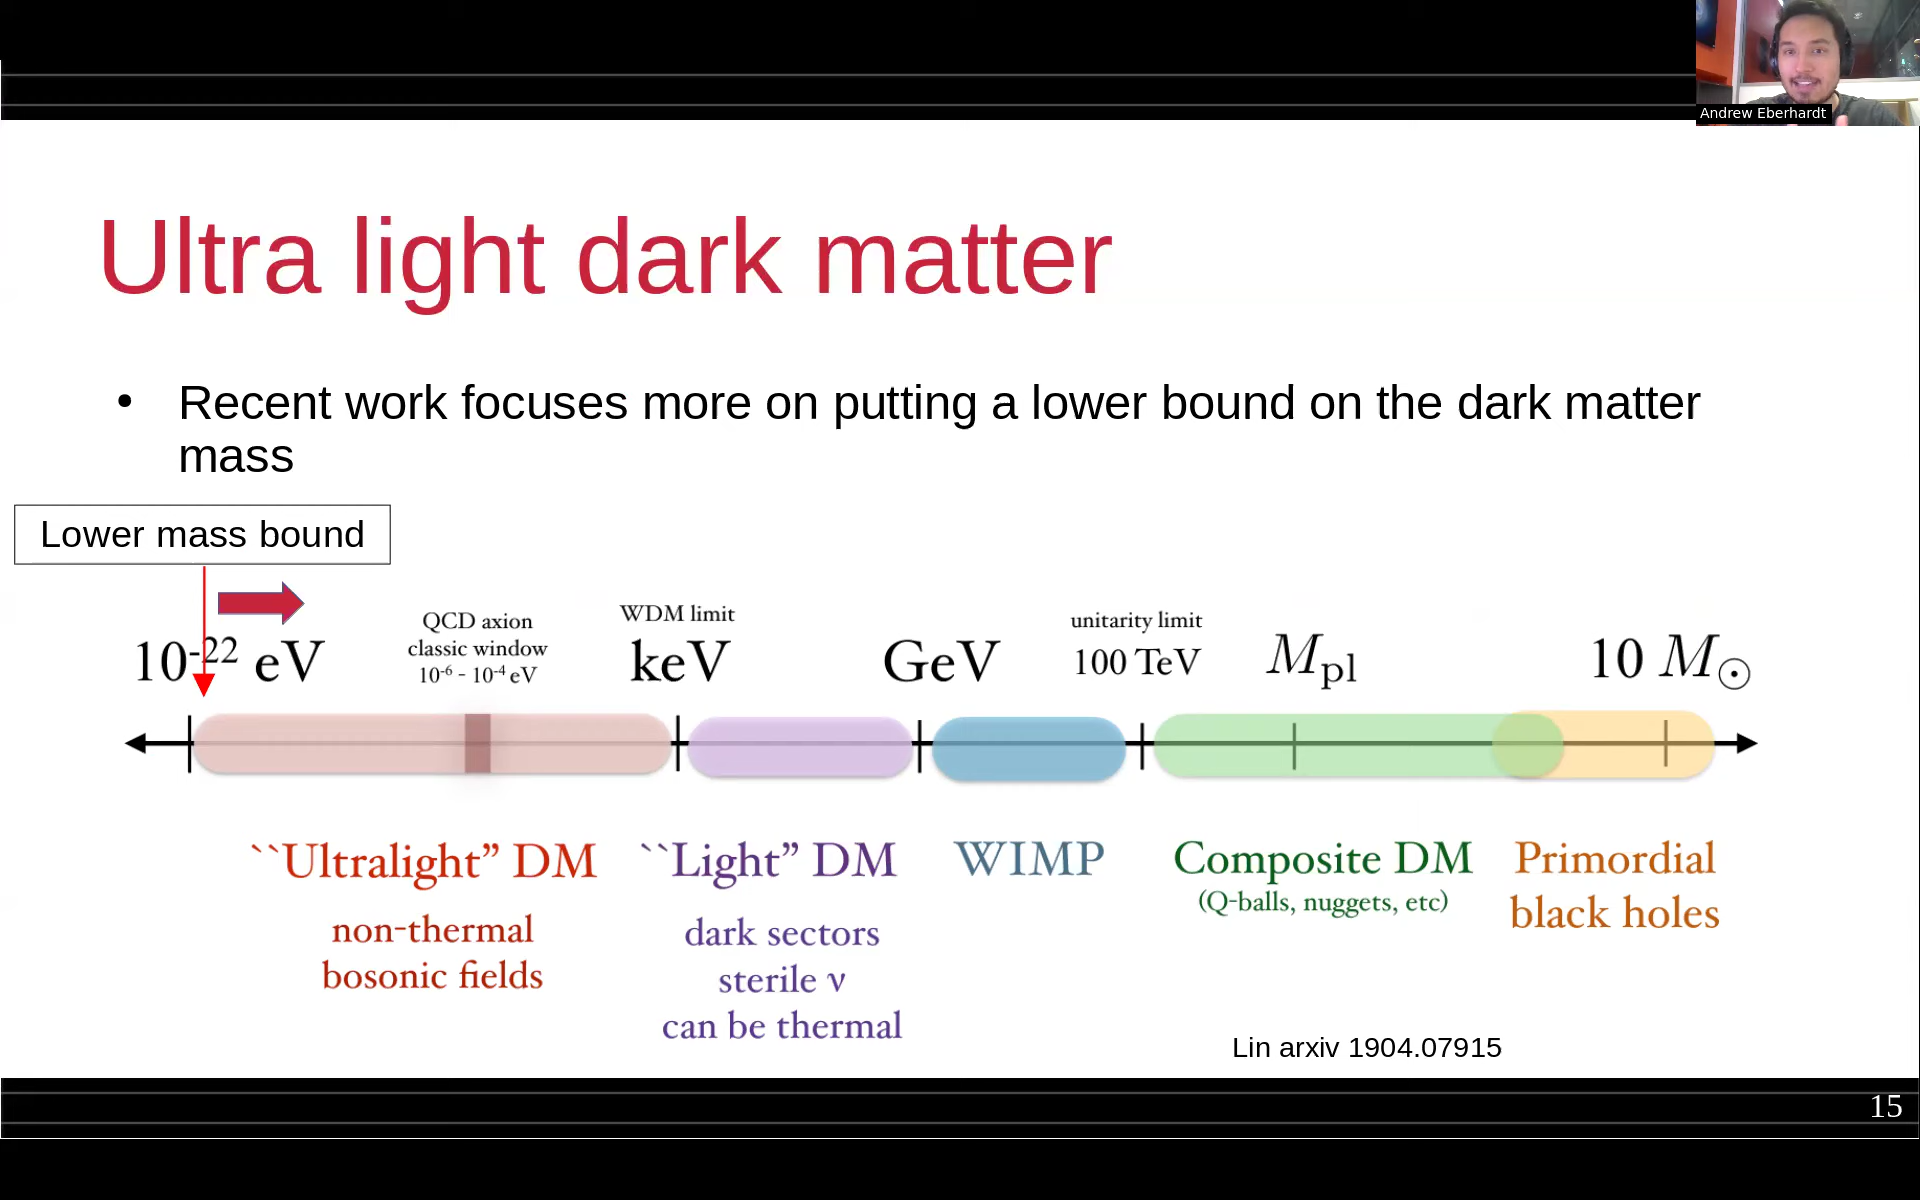 Andrew Eberhardt
Ultra light dark matter
• Recent work focuses more on putting a lower bound on the dark matter
mass
Lower mass bound
10⁻²² eV
QCD axion
classic window
10⁻⁶ - 10⁻⁴ eV
WDM limit
keV
GeV
unitarity limit
100 TeV
M_pl
10 M_☉
``Ultralight” DM
non-thermal
bosonic fields
``Light” DM
dark sectors
sterile ν
can be thermal
WIMP
Composite DM
(Q-balls, nuggets, etc)
Primordial
black holes
Lin arxiv 1904.07915
15